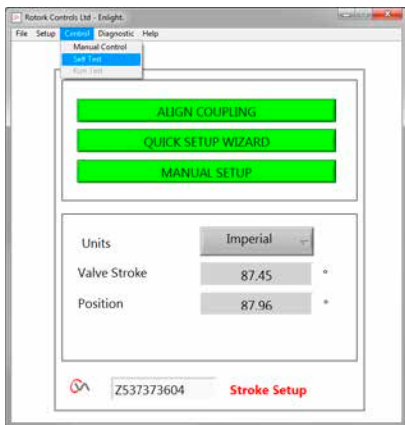 Rotork Controls Ltd - Enlight.
File Setup Control Diagnostic Help
Manual Control
Self Test
Run Test
ALIGN COUPLING
QUICK SETUP WIZARD
MANUAL SETUP
Units Imperial
Valve Stroke 87.45 °
Position 87.96 °
Z537373604 Stroke Setup